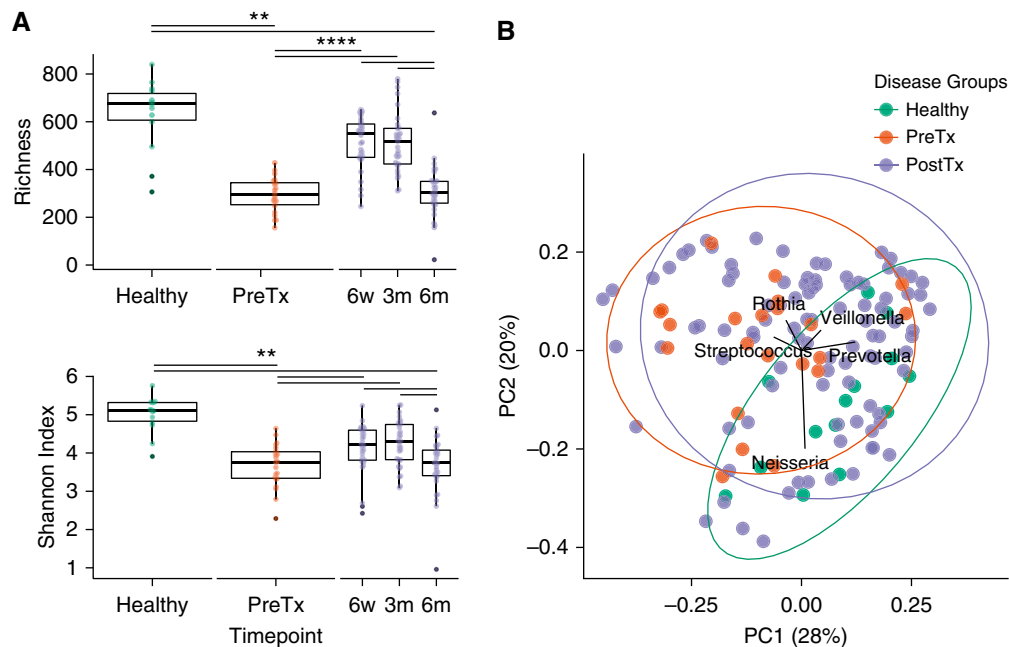 A
**
****
800
600
400
200
0
Richness
Healthy
PreTx
6w
3m
6m
**
6
5
4
3
2
1
Shannon Index
Healthy
PreTx
6w
3m
6m
Timepoint
B
Disease Groups
Healthy
PreTx
PostTx
0.2
0.0
−0.2
−0.4
PC2 (20%)
Rothia
Veillonella
Streptococcus
Prevotella
Neisseria
−0.25
0.00
0.25
PC1 (28%)